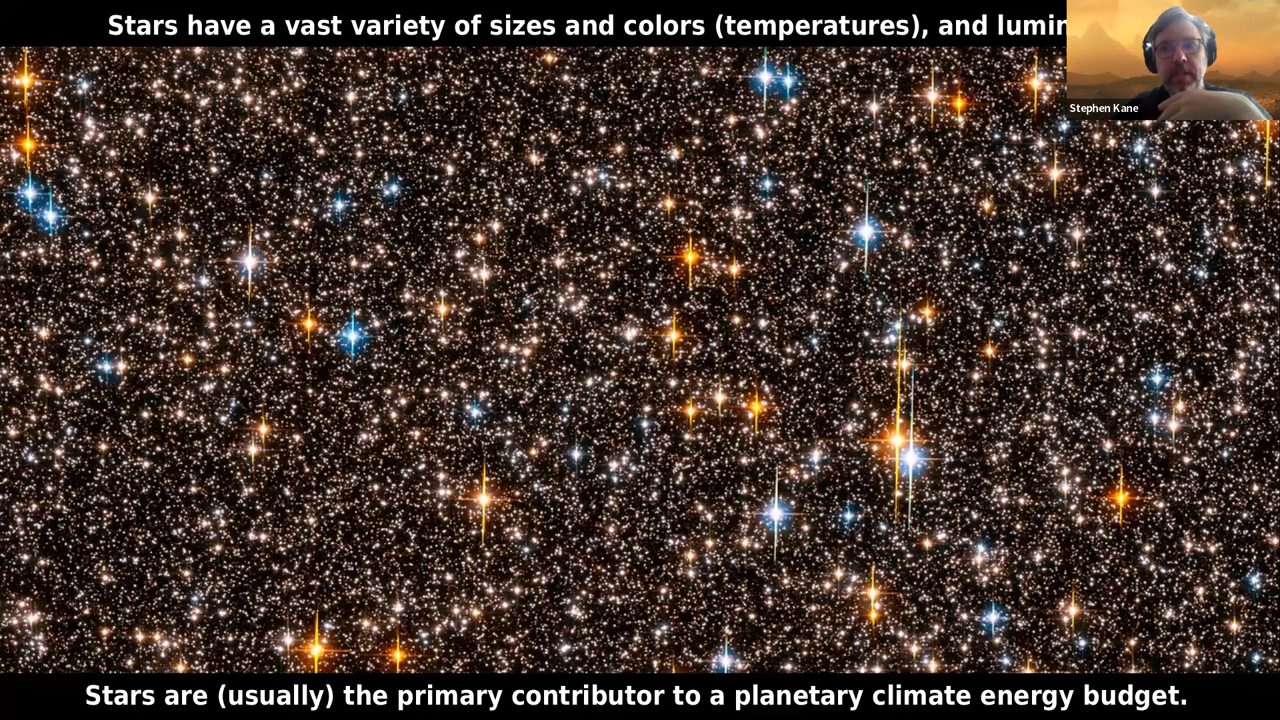 Stars have a vast variety of sizes and colors (temperatures), and
Stephen Kane
Stars are (usually) the primary contributor to a planetary climate energy budget.